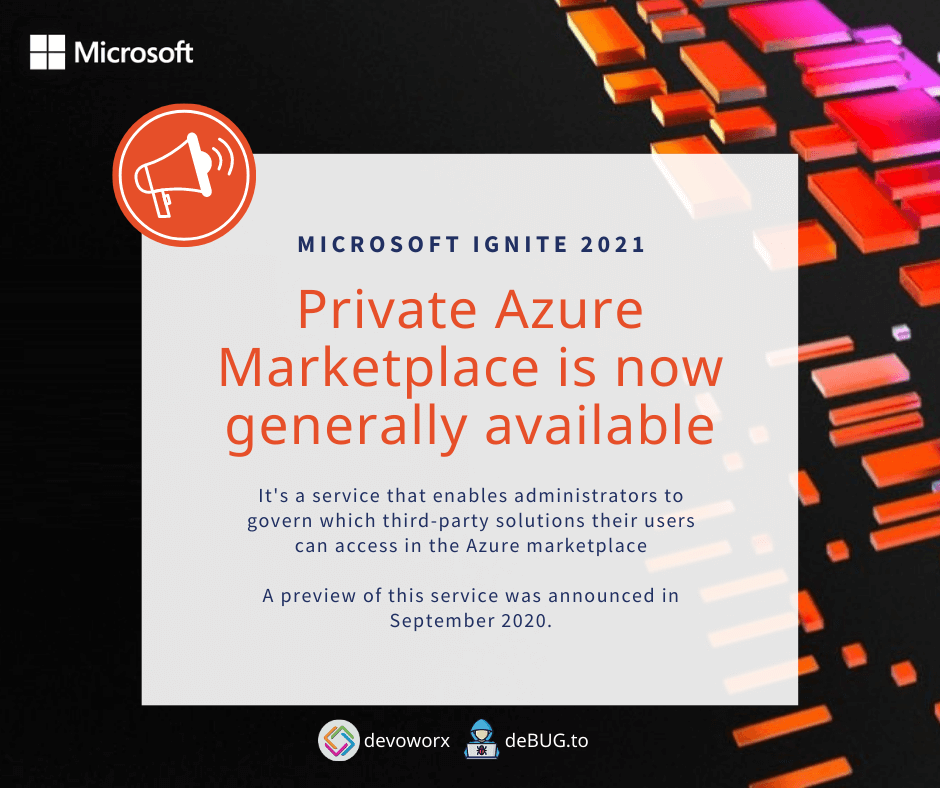 Microsoft
MICROSOFT IGNITE 2021
Private Azure
Marketplace is now
generally available
It's a service that enables administrators to
govern which third-party solutions their users
can access in the Azure marketplace
A preview of this service was announced in
September 2020.
devoworx deBUG.to